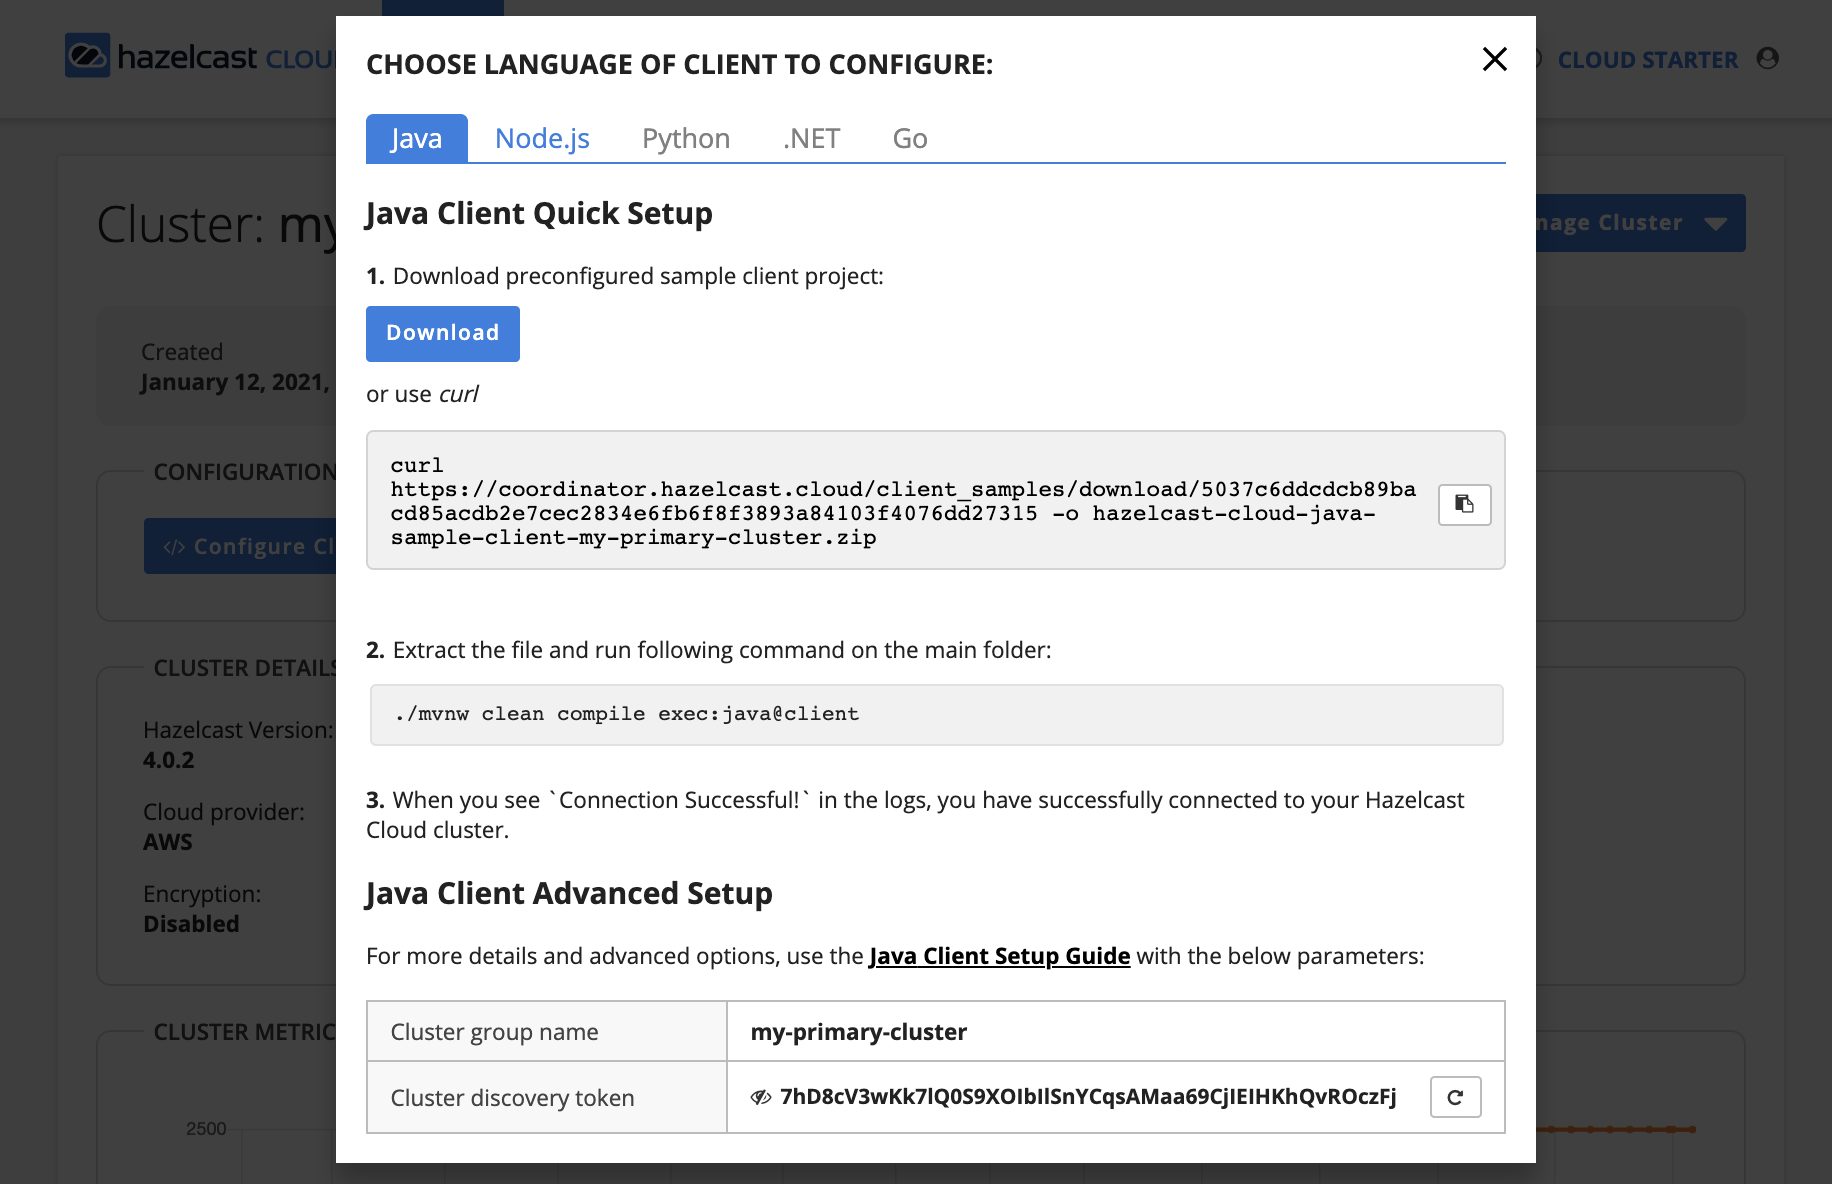 hazelcast CLOU
CLOUD STARTER
CHOOSE LANGUAGE OF CLIENT TO CONFIGURE:
Java Node.js Python .NET Go
Cluster: my
nage Cluster
Java Client Quick Setup
1. Download preconfigured sample client project:
Download
Created
January 12, 2021,
or use curl
curl
https://coordinator.hazelcast.cloud/client_samples/download/5037c6ddcdcb89ba
cd85acdb2e7cec2834e6fb6f8f3893a84103f4076dd27315 -o hazelcast-cloud-java-
sample-client-my-primary-cluster.zip
CONFIGURATION
</> Configure Cl
2. Extract the file and run following command on the main folder:
./mvnw clean compile exec:java@client
CLUSTER DETAILS
Hazelcast Version:
4.0.2
Cloud provider:
AWS
Encryption:
Disabled
3. When you see `Connection Successful!` in the logs, you have successfully connected to your Hazelcast
Cloud cluster.
Java Client Advanced Setup
For more details and advanced options, use the Java Client Setup Guide with the below parameters:
Cluster group name my-primary-cluster
Cluster discovery token 7hD8cV3wKk7lQ0S9XOIbIlSnYCqsAMaa69CjIEIHKhQvROczFj
CLUSTER METRIC
2500